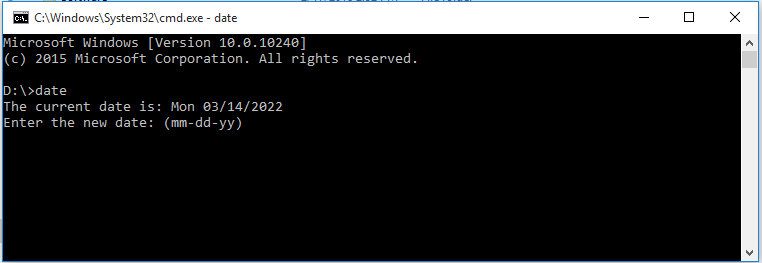 C:\Windows\System32\cmd.exe - date
Microsoft Windows [Version 10.0.10240]
(c) 2015 Microsoft Corporation. All rights reserved.
D:\>date
The current date is: Mon 03/14/2022
Enter the new date: (mm-dd-yy)